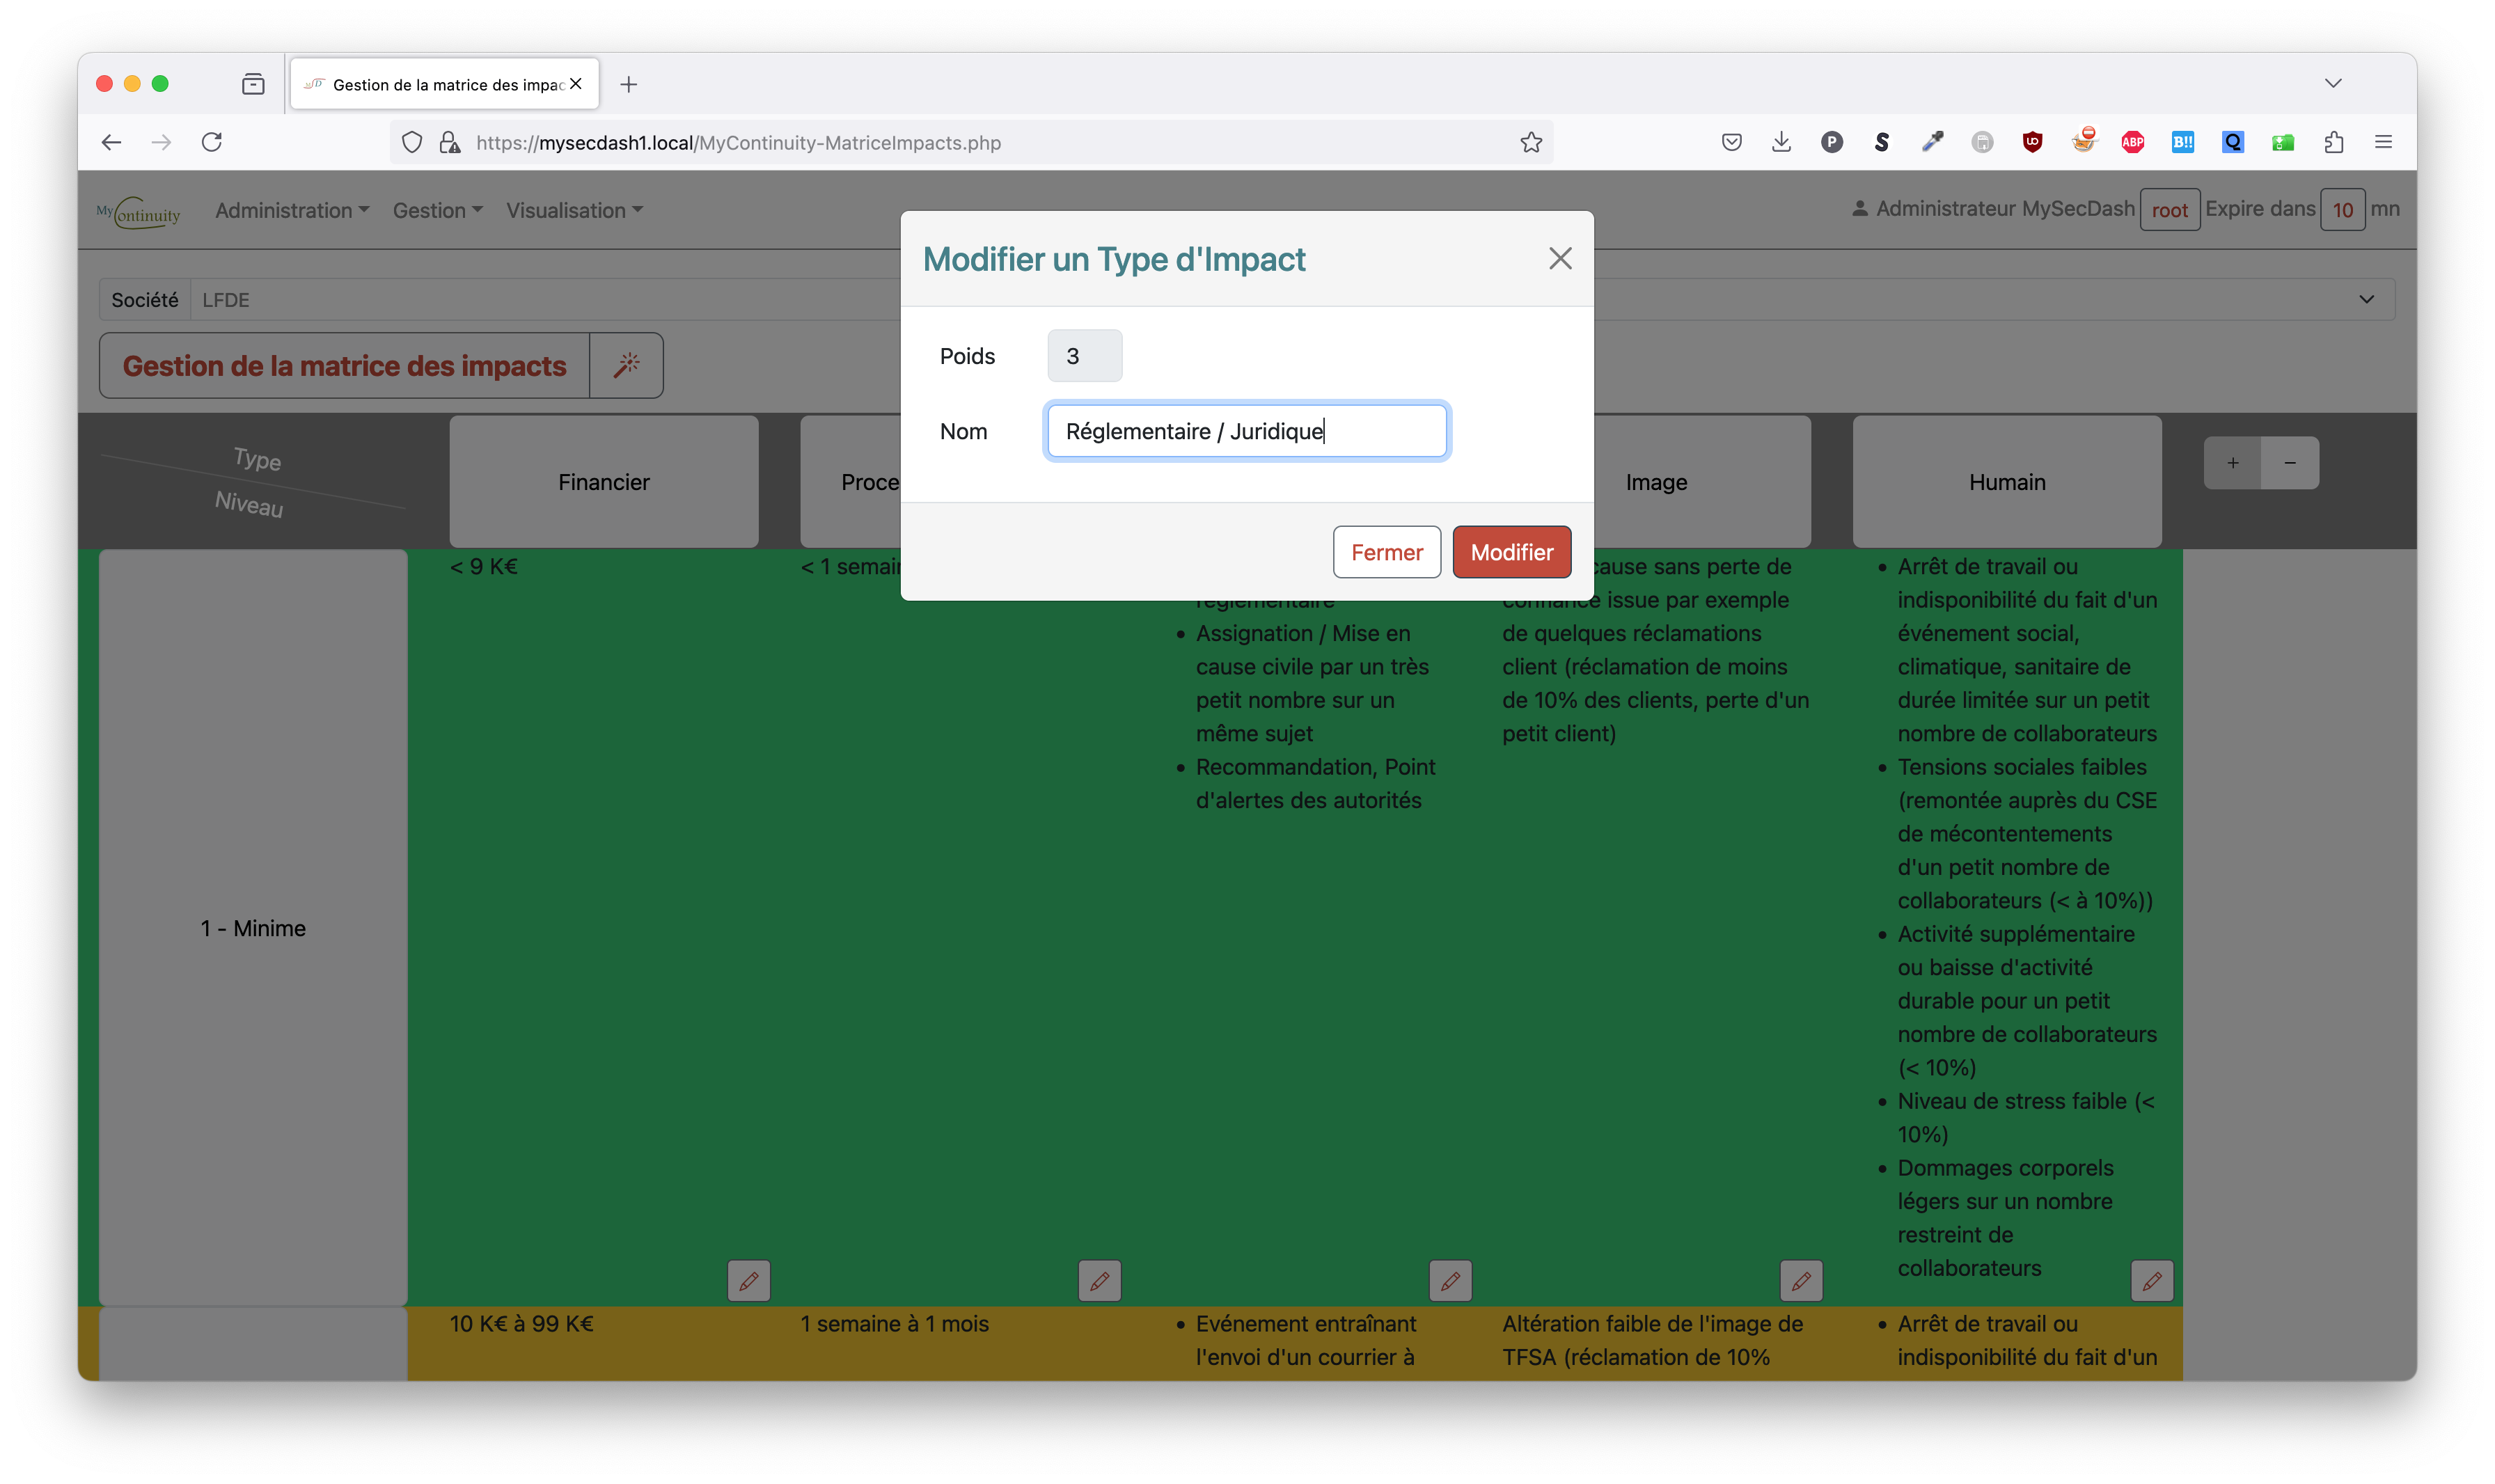 Gestion de la matrice des impac
https://mysecdash1.local/MyContinuity-MatriceImpacts.php
P
S
UO
ABP
B!!
Q
My Continuity
Administration
Gestion
Visualisation
Administrateur MySecDash root Expire dans 10 mn
Société LFDE
Gestion de la matrice des impacts
Modifier un Type d'Impact
Poids 3
Nom Réglementaire / Juridique
Fermer
Modifier
Type
Niveau
Financier
Proce
Image
Humain
+
−
1 - Minime
< 9 K€
< 1 semai
réglementaire
Assignation / Mise en
cause civile par un très
petit nombre sur un
même sujet
Recommandation, Point
d'alertes des autorités
cause sans perte de
confiance issue par exemple
de quelques réclamations
client (réclamation de moins
de 10% des clients, perte d'un
petit client)
Arrêt de travail ou
indisponibilité du fait d'un
événement social,
climatique, sanitaire de
durée limitée sur un petit
nombre de collaborateurs
Tensions sociales faibles
(remontée auprès du CSE
de mécontentements
d'un petit nombre de
collaborateurs (< à 10%))
Activité supplémentaire
ou baisse d'activité
durable pour un petit
nombre de collaborateurs
(< 10%)
Niveau de stress faible (<
10%)
Dommages corporels
légers sur un nombre
restreint de
collaborateurs
10 K€ à 99 K€
1 semaine à 1 mois
Evénement entraînant
l'envoi d'un courrier à
Altération faible de l'image de
TFSA (réclamation de 10%
Arrêt de travail ou
indisponibilité du fait d'un